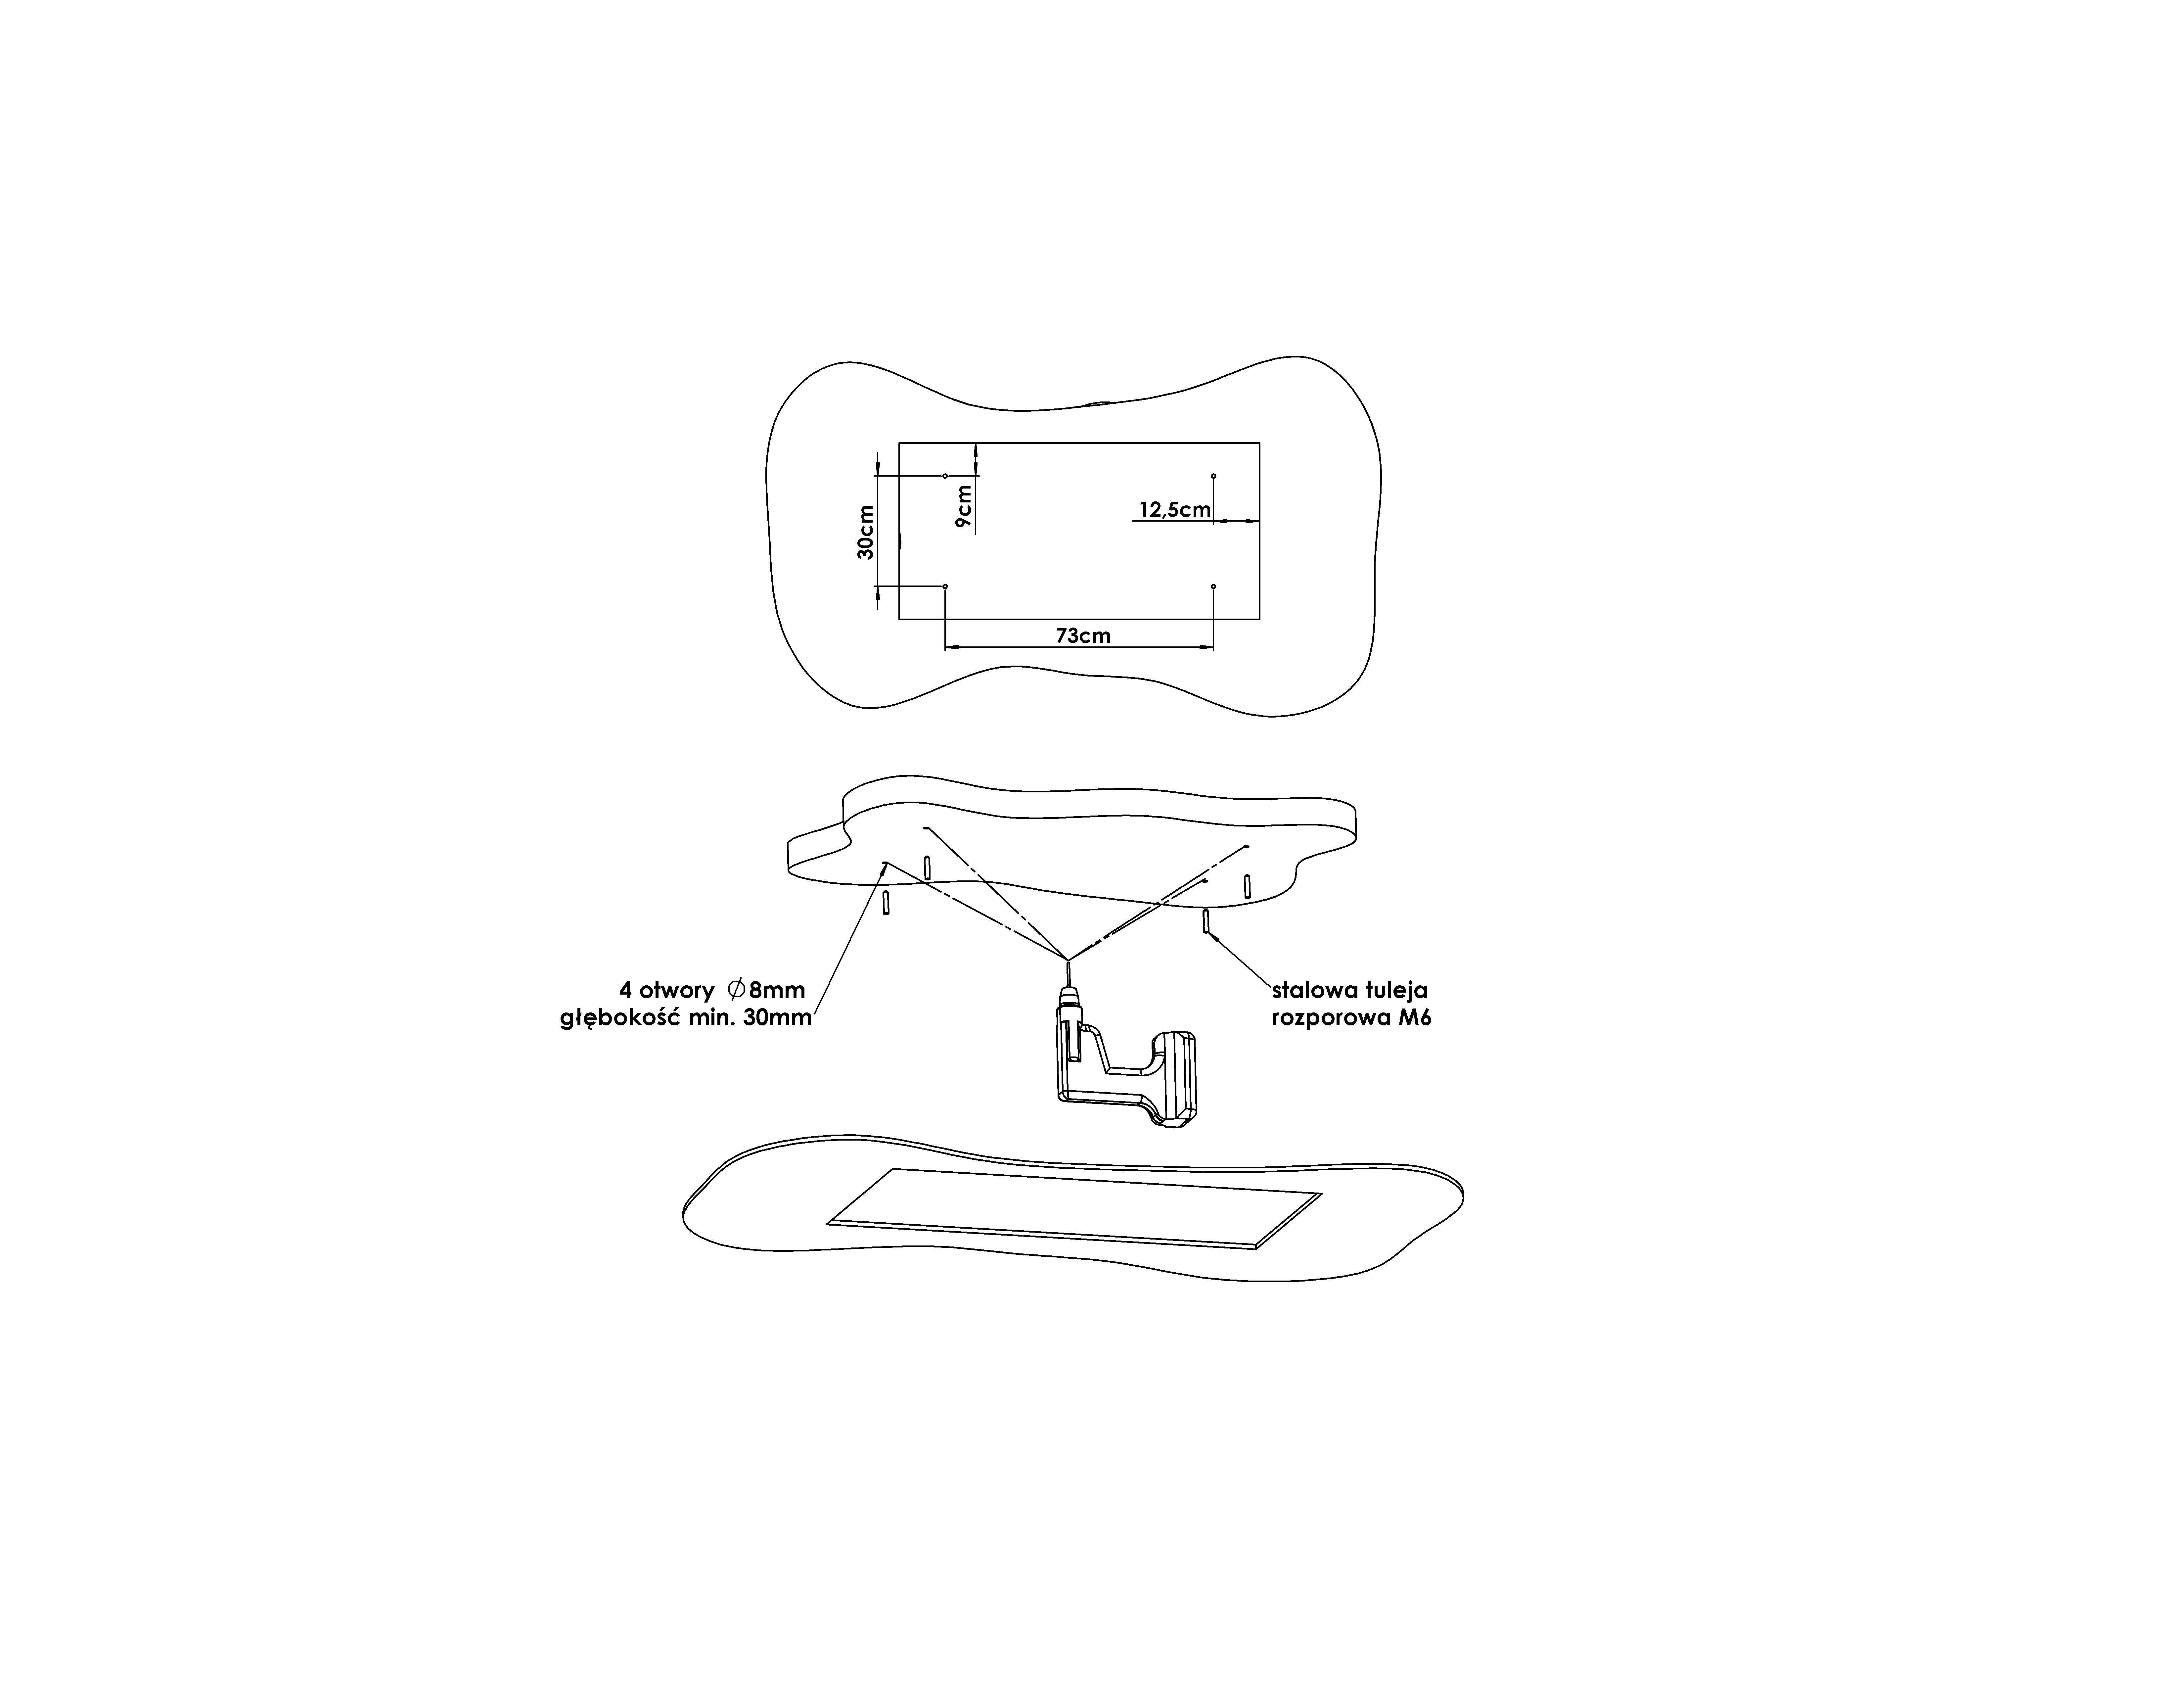 9cm
12,5cm
30cm
73cm
4 otwory ∅8mm
głębokość min. 30mm
stalowa tuleja
rozporowa M6